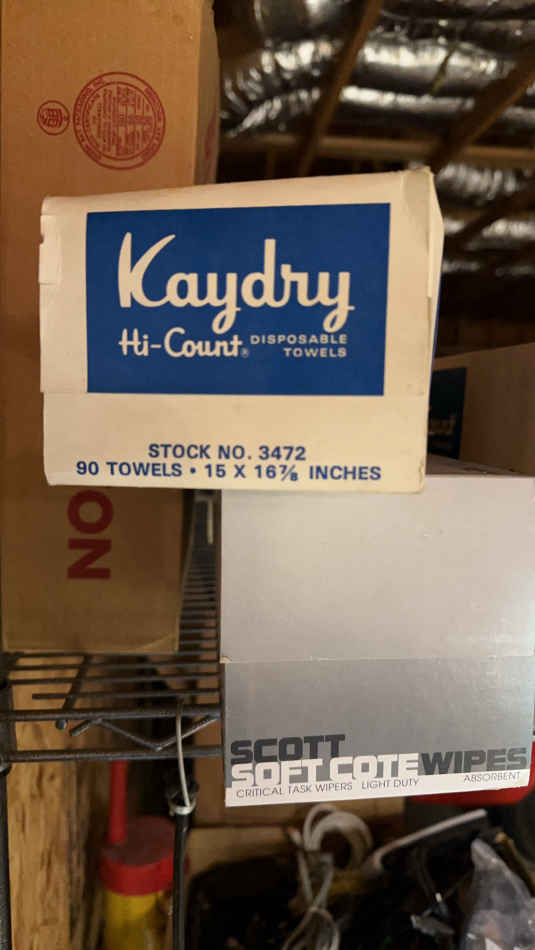 Kaydry
Hi-Count® DISPOSABLE
TOWELS
STOCK NO. 3472
90 TOWELS • 15 X 16⅞ INCHES
NO
SCOTT
SOFT COTE WIPES
CRITICAL TASK WIPERS LIGHT DUTY ABSORBENT